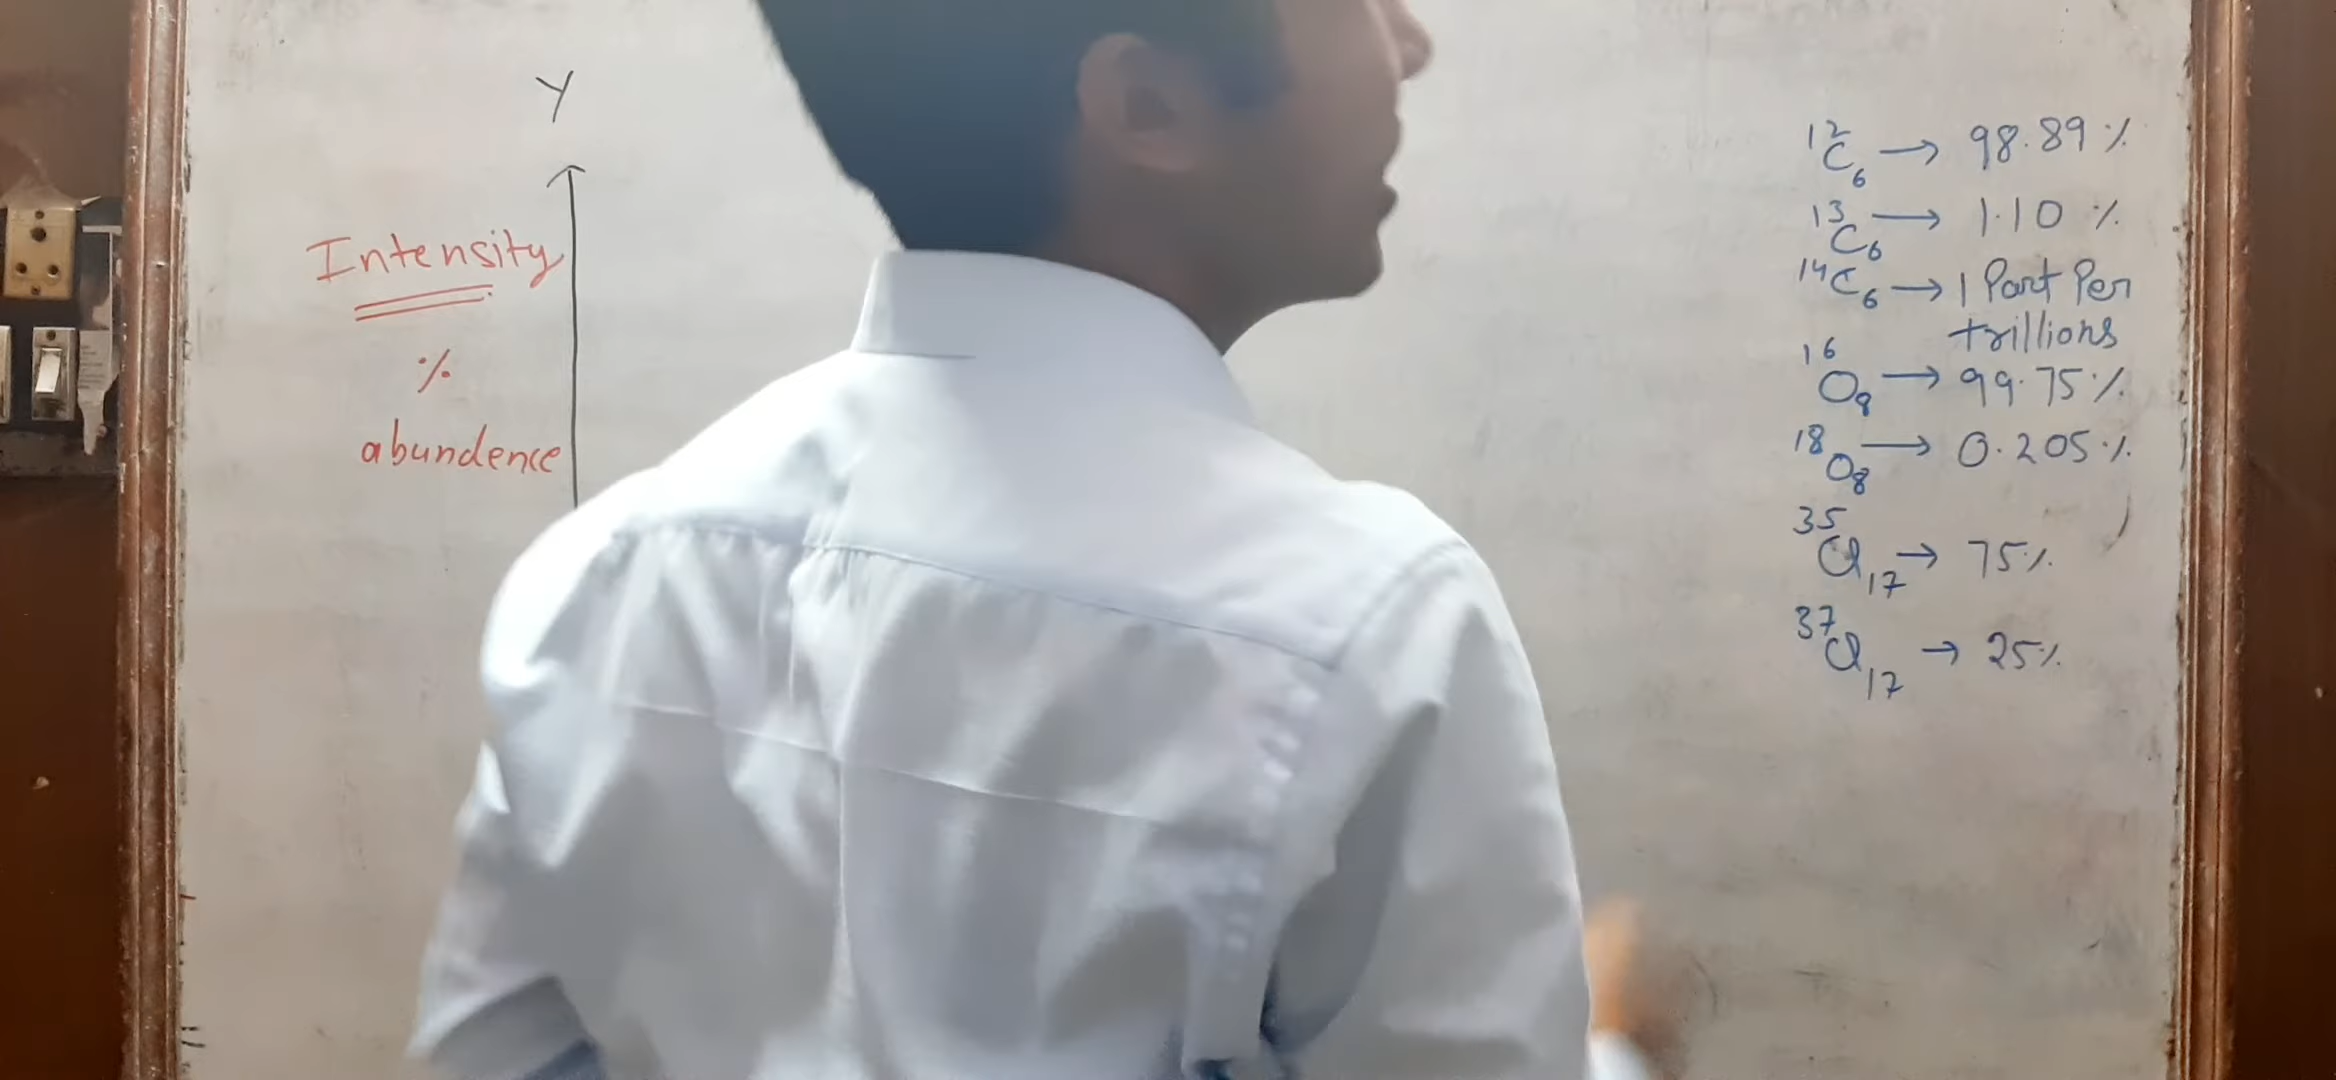 Y
Intensity
%
abundence
¹²C₆ → 98.89 %
¹³C₆ → 1.10 %
¹⁴C₆ → 1 Part Per
trillions
¹⁶O₈ → 99.75 %
¹⁸O₈ → 0.205 %
³⁵Cl₁₇ → 75 %
³⁷Cl₁₇ → 25 %